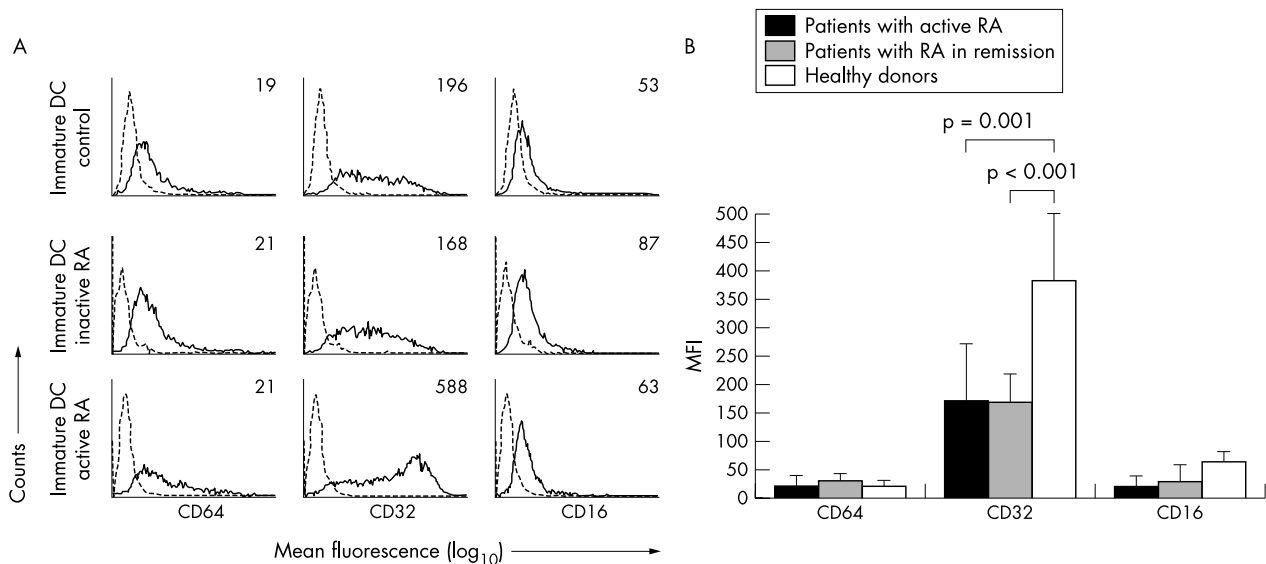 A
Immature DC
control
19
196
53
Immature DC
inactive RA
21
168
87
Immature DC
active RA
21
588
63
Counts
CD64
CD32
CD16
Mean fluorescence (log10)
B
Patients with active RA
Patients with RA in remission
Healthy donors
p = 0.001
p < 0.001
MFI
500
450
400
350
300
250
200
150
100
50
0
CD64
CD32
CD16